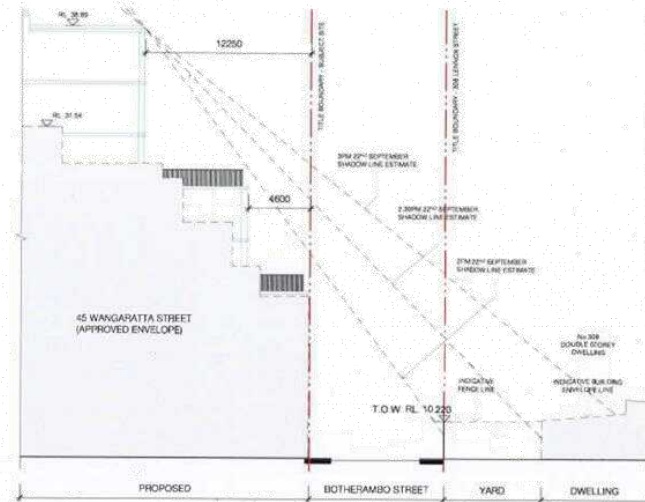 RL 38.89
12250
TITLE BOUNDARY - SUBJECT SITE
TITLE BOUNDARY - 308 LENNOX STREET
RL 31.54
3PM 22ND SEPTEMBER
SHADOW LINE ESTIMATE
4600
2.30PM 22ND SEPTEMBER
SHADOW LINE ESTIMATE
2PM 22ND SEPTEMBER
SHADOW LINE ESTIMATE
45 WANGARATTA STREET
(APPROVED ENVELOPE)
No 308
DOUBLE STOREY
DWELLING
INDICATIVE
FENCE LINE
INDICATIVE BUILDING
ENVELOPE LINE
T.O.W. RL 10.220
PROPOSED
BOTHERAMBO STREET
YARD
DWELLING